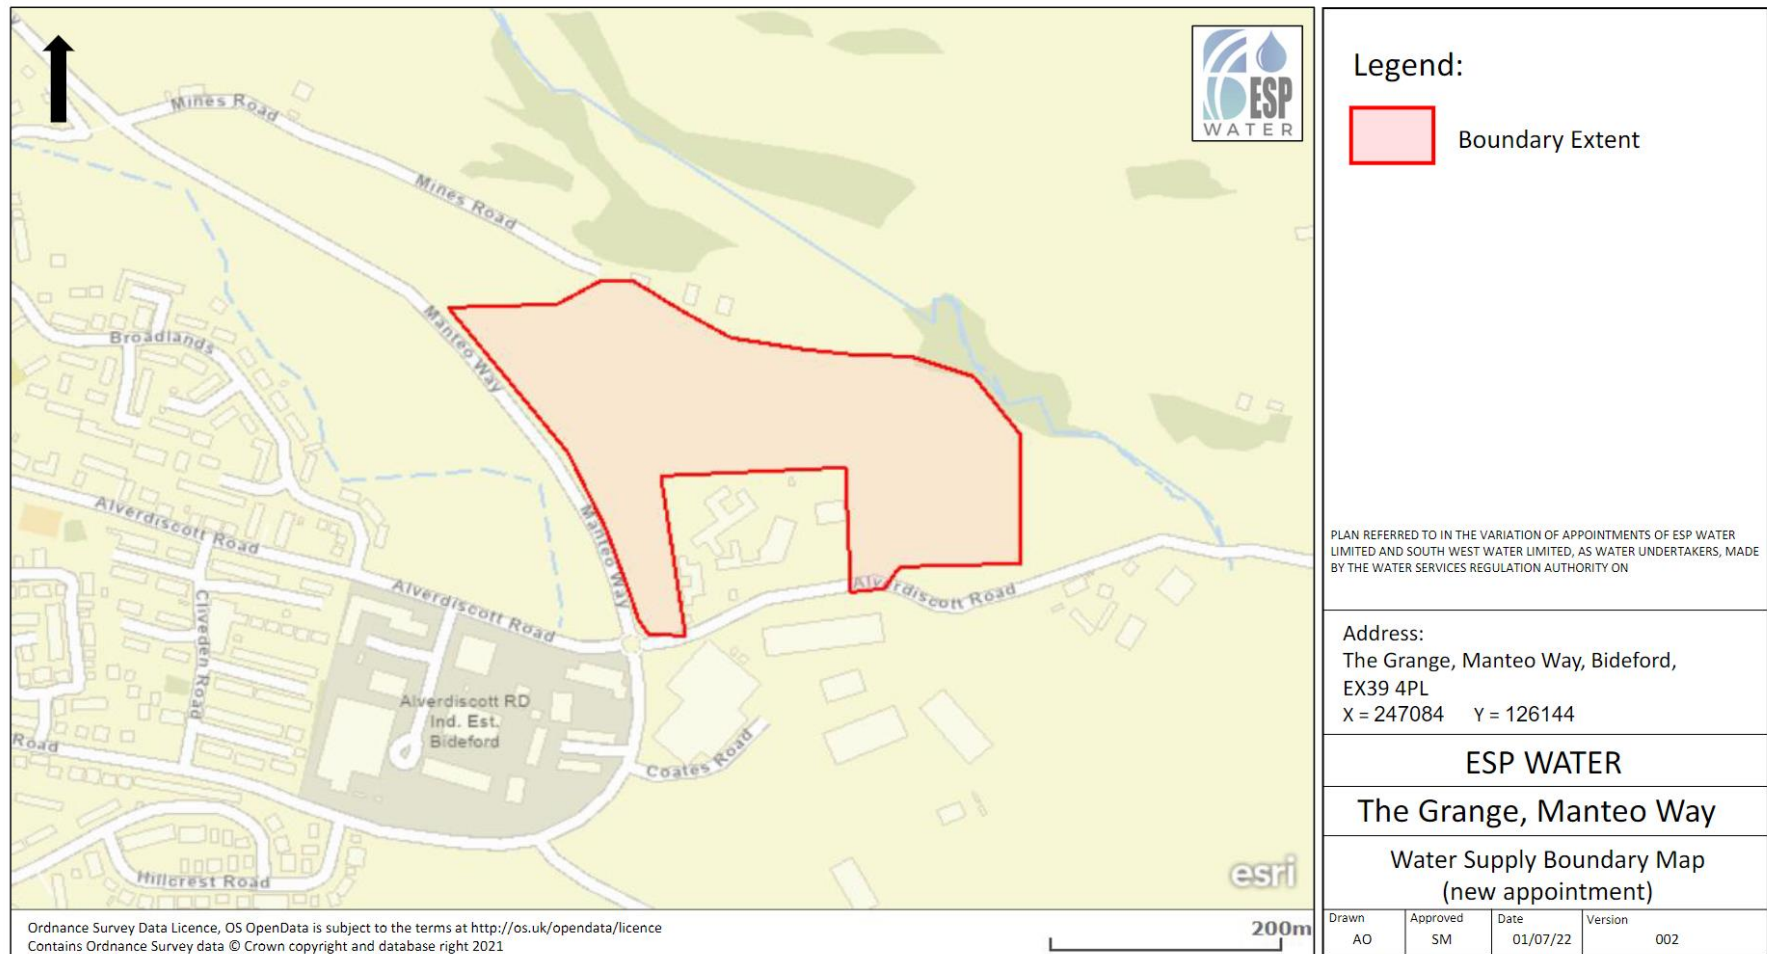 Mines Road
Mines Road
Manteo Way
Broadlands
Manteo Way
Alverdiscott Road
Alverdiscott Road
Alverdiscott Road
Cliveden Road
Alverdiscott RD
Ind. Est.
Bideford
Road
Coates Road
Hillcrest Road
ESP
WATER
esri
Ordnance Survey Data Licence, OS OpenData is subject to the terms at http://os.uk/opendata/licence
Contains Ordnance Survey data © Crown copyright and database right 2021
200m
Legend:
Boundary Extent
PLAN REFERRED TO IN THE VARIATION OF APPOINTMENTS OF ESP WATER
LIMITED AND SOUTH WEST WATER LIMITED, AS WATER UNDERTAKERS, MADE
BY THE WATER SERVICES REGULATION AUTHORITY ON
Address:
The Grange, Manteo Way, Bideford,
EX39 4PL
X = 247084 Y = 126144
ESP WATER
The Grange, Manteo Way
Water Supply Boundary Map
(new appointment)
Drawn Approved Date Version
AO SM 01/07/22 002